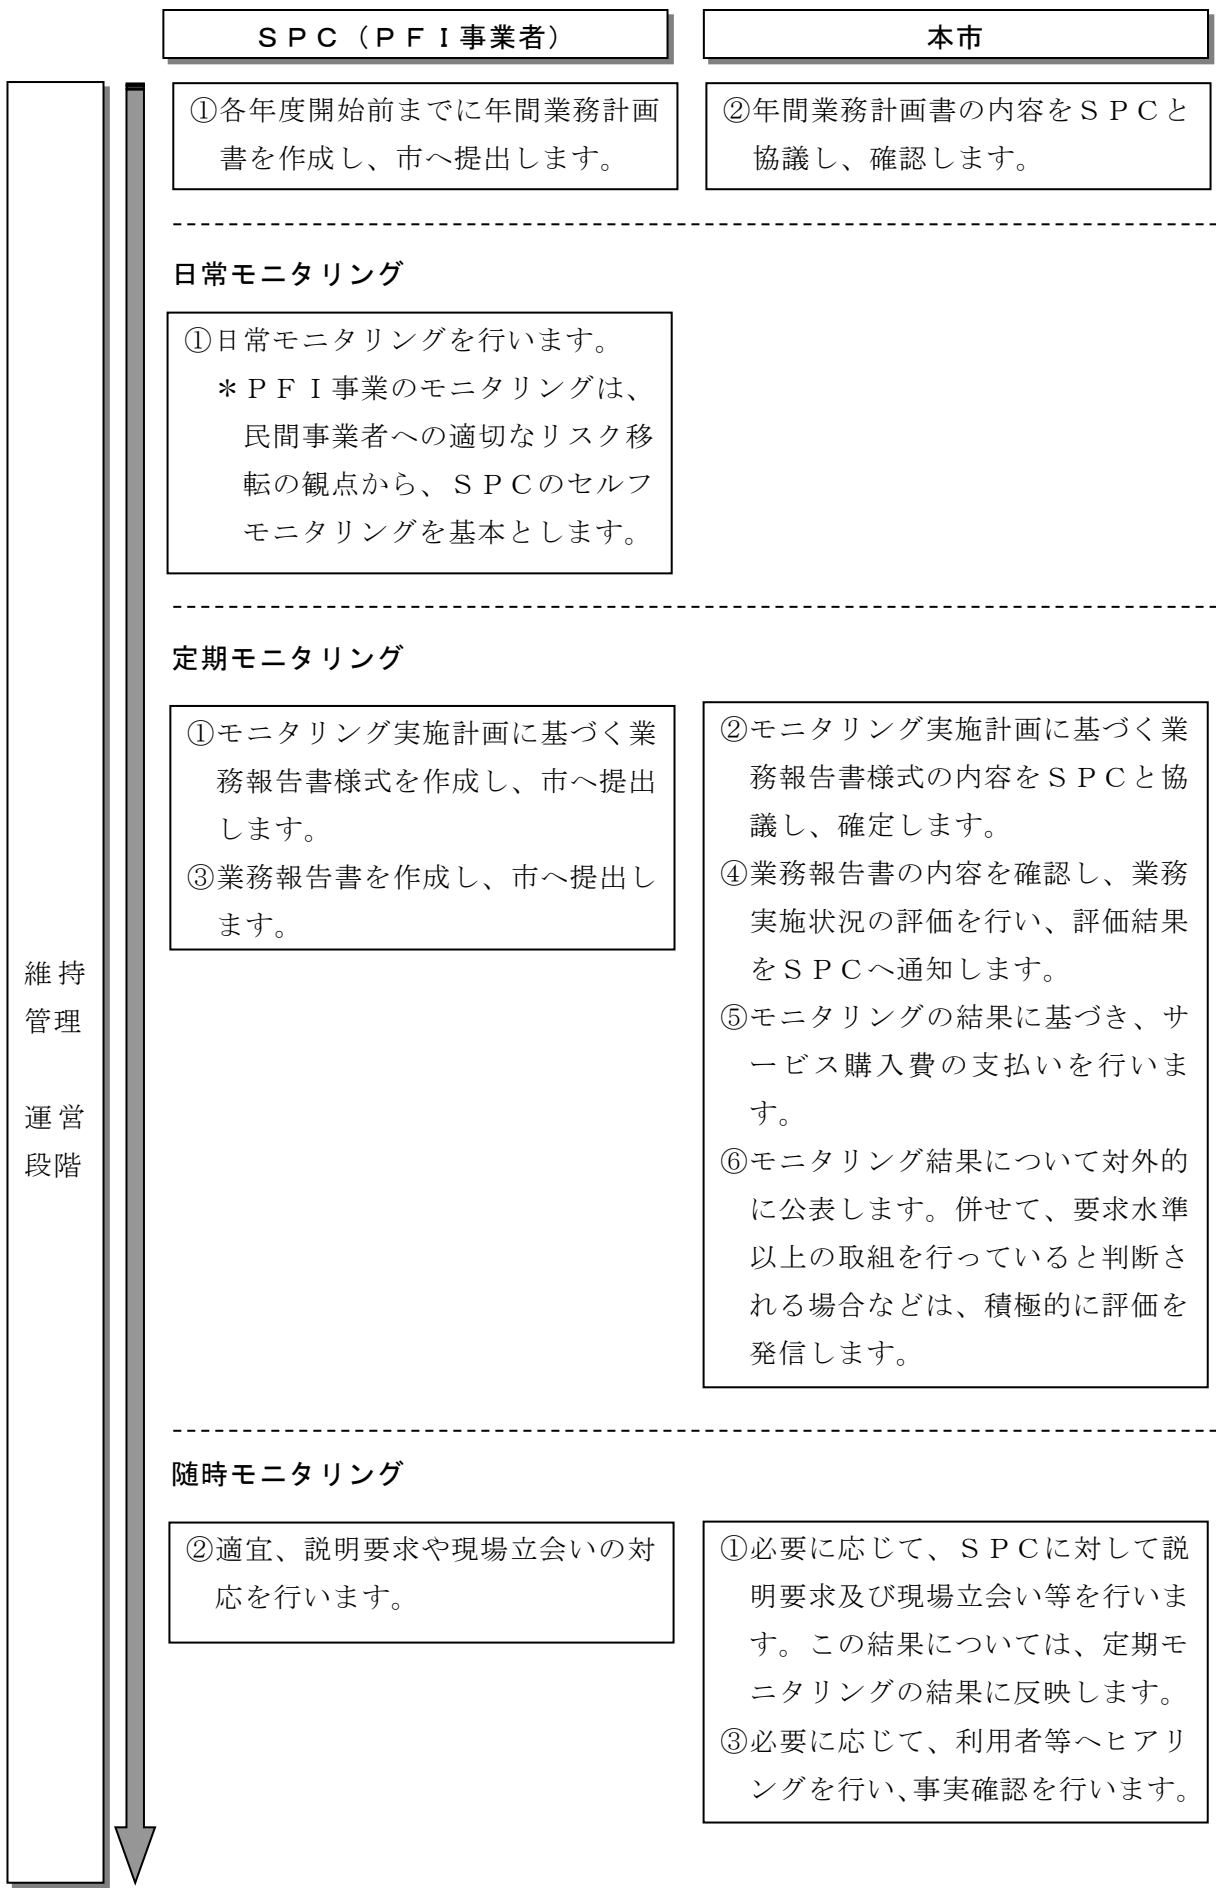 ＳＰＣ（ＰＦＩ事業者）
本市
①各年度開始前までに年間業務計画
書を作成し、市へ提出します。
②年間業務計画書の内容をＳＰＣと
協議し、確認します。
日常モニタリング
①日常モニタリングを行います。
＊ＰＦＩ事業のモニタリングは、
民間事業者への適切なリスク移
転の観点から、ＳＰＣのセルフ
モニタリングを基本とします。
定期モニタリング
①モニタリング実施計画に基づく業
務報告書様式を作成し、市へ提出
します。
③業務報告書を作成し、市へ提出し
ます。
②モニタリング実施計画に基づく業
務報告書様式の内容をＳＰＣと協
議し、確定します。
④業務報告書の内容を確認し、業務
実施状況の評価を行い、評価結果
をＳＰＣへ通知します。
⑤モニタリングの結果に基づき、サ
ービス購入費の支払いを行いま
す。
⑥モニタリング結果について対外的
に公表します。併せて、要求水準
以上の取組を行っていると判断さ
れる場合などは、積極的に評価を
発信します。
維持
管理
運営
段階
随時モニタリング
②適宜、説明要求や現場立会いの対
応を行います。
①必要に応じて、ＳＰＣに対して説
明要求及び現場立会い等を行いま
す。この結果については、定期モ
ニタリングの結果に反映します。
③必要に応じて、利用者等へヒアリ
ングを行い、事実確認を行います。